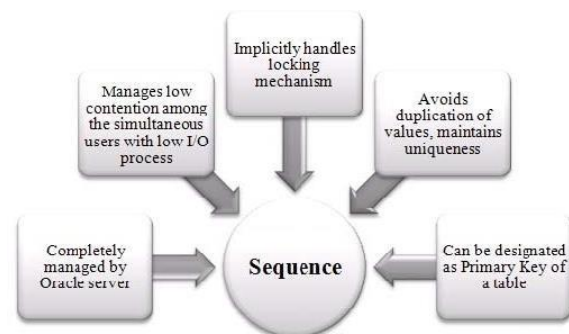 Implicitly handles
locking
mechanism
Manages low
contention among
the simultaneous
users with low I/O
process
Avoids
duplication of
values, maintains
uniqueness
Completely
managed by
Oracle server
Sequence
Can be designated
as Primary Key of
a table